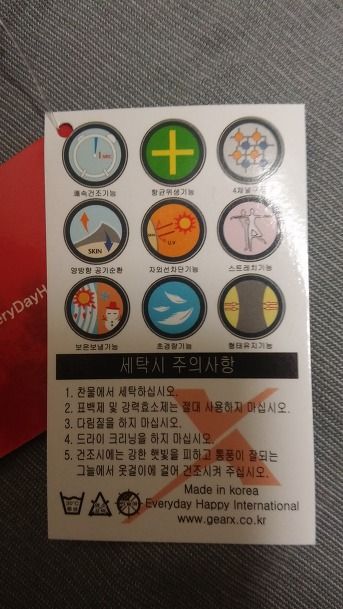 1 SEC
쾌속건조기능
항균위생기능
4채널구조
SKIN
양방향 공기순환
U.V
자외선차단기능
스트레치기능
보온보냉기능
초경량기능
형태유지기능
세탁시 주의사항
1. 찬물에서 세탁하십시오.
2. 표백제 및 강력효소제는 절대 사용하지 마십시오.
3. 다림질을 하지 마십시오.
4. 드라이 크리닝을 하지 마십시오.
5. 건조시에는 강한 햇빛을 피하고 통풍이 잘되는
그늘에서 옷걸이에 걸어 건조시켜 주십시오.
Made in korea
Everyday Happy International
www.gearx.co.kr
eryDayHa